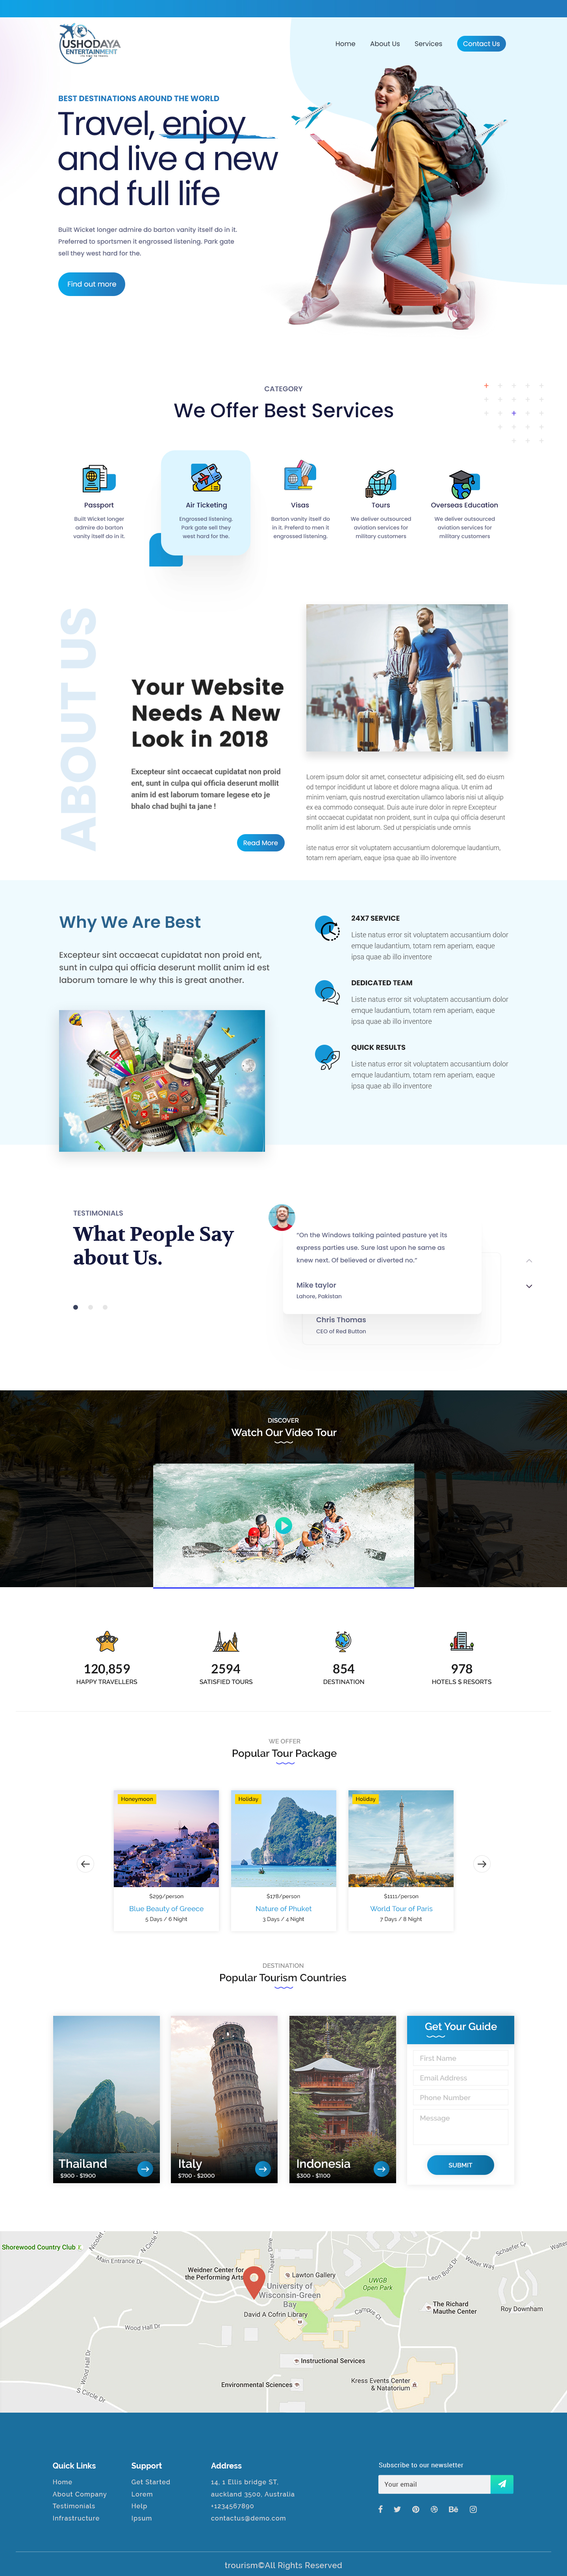 USHODAYA
ENTERTAINMENT
Home
About Us
Services
Contact Us
BEST DESTINATIONS AROUND THE WORLD
Travel, enjoy
and live a new
and full life
Built Wicket longer admire do barton vanity itself do in it.
Preferred to sportsmen it engrossed listening. Park gate
sell they west hard for the.
Find out more
CATEGORY
We Offer Best Services
Passport
Built Wicket longer
admire do barton
vanity itself do in it.
Air Ticketing
Engrossed listening.
Park gate sell they
west hard for the.
Visas
Barton vanity itself do
in it. Preferd to men it
engrossed listening.
Tours
We deliver outsourced
aviation services for
military customers
Overseas Education
We deliver outsourced
aviation services for
military customers
ABOUT US
Your Website
Needs A New
Look in 2018
Excepteur sint occaecat cupidatat non proid
ent, sunt in culpa qui officia deserunt mollit
anim id est laborum tomare legese eto je
bhalo chad bujhi ta jane !
Read More
Lorem ipsum dolor sit amet, consectetur adipisicing elit, sed do eiusm
od tempor incididunt ut labore et dolore magna aliqua. Ut enim ad
minim veniam, quis nostrud exercitation ullamco laboris nisi ut aliquip
ex ea commodo consequat. Duis aute irure dolor in repre Excepteur
sint occaecat cupidatat non proident, sunt in culpa qui officia deserunt
mollit anim id est laborum. Sed ut perspiciatis unde omnis
iste natus error sit voluptatem accusantium doloremque laudantium,
totam rem aperiam, eaque ipsa quae ab illo inventore
Why We Are Best
Excepteur sint occaecat cupidatat non proid ent,
sunt in culpa qui officia deserunt mollit anim id est
laborum tomare le why this is great another.
24X7 SERVICE
Liste natus error sit voluptatem accusantium dolor
emque laudantium, totam rem aperiam, eaque
ipsa quae ab illo inventore
DEDICATED TEAM
Liste natus error sit voluptatem accusantium dolor
emque laudantium, totam rem aperiam, eaque
ipsa quae ab illo inventore
QUICK RESULTS
Liste natus error sit voluptatem accusantium dolor
emque laudantium, totam rem aperiam, eaque
ipsa quae ab illo inventore
TESTIMONIALS
What People Say
about Us.
“On the Windows talking painted pasture yet its
express parties use. Sure last upon he same as
knew next. Of believed or diverted no.”
Mike taylor
Lahore, Pakistan
Chris Thomas
CEO of Red Button
DISCOVER
Watch Our Video Tour
120,859
HAPPY TRAVELLERS
2594
SATISFIED TOURS
854
DESTINATION
978
HOTELS $ RESORTS
WE OFFER
Popular Tour Package
Honeymoon
$299/person
Blue Beauty of Greece
5 Days / 6 Night
Holiday
$178/person
Nature of Phuket
3 Days / 4 Night
Holiday
$1111/person
World Tour of Paris
7 Days / 8 Night
DESTINATION
Popular Tourism Countries
Thailand
$900 - $1900
Italy
$700 - $2000
Indonesia
$300 - $1100
Get Your Guide
First Name
Email Address
Phone Number
Message
SUBMIT
Shorewood Country Club
Nicolet
N Circle Dr
Main Entrance Dr
Theatre Drive
Weidner Center for
the Performing Arts
Lawton Gallery
University of
Wisconsin-Green
Bay
David A Cofrin Library
UWGB
Open Park
Campus Ct
Leon Bond Dr
Walter Way
Schaefer Cir
The Richard
Mauthe Center
Roy Downham
Wood Hall Dr
Wood Hall Dr
S Circle Dr
Instructional Services
Environmental Sciences
Kress Events Center
& Natatorium
Quick Links
Home
About Company
Testimonials
Infrastructure
Support
Get Started
Lorem
Help
Ipsum
Address
14, 1 Ellis bridge ST.
auckland 3500, Australia
+1234567890
contactus@demo.com
Subscribe to our newsletter
Your email
trourism©All Rights Reserved